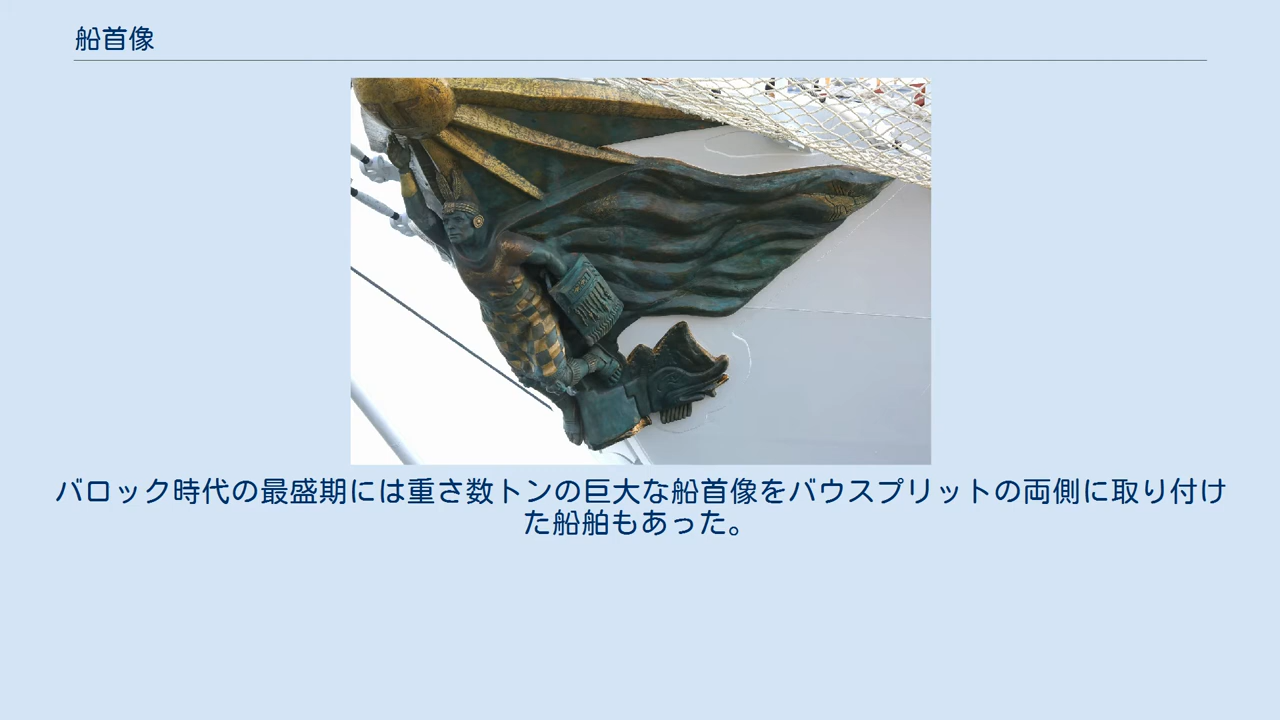 船首像
バロック時代の最盛期には重さ数トンの巨大な船首像をバウスプリットの両側に取り付け
た船舶もあった。